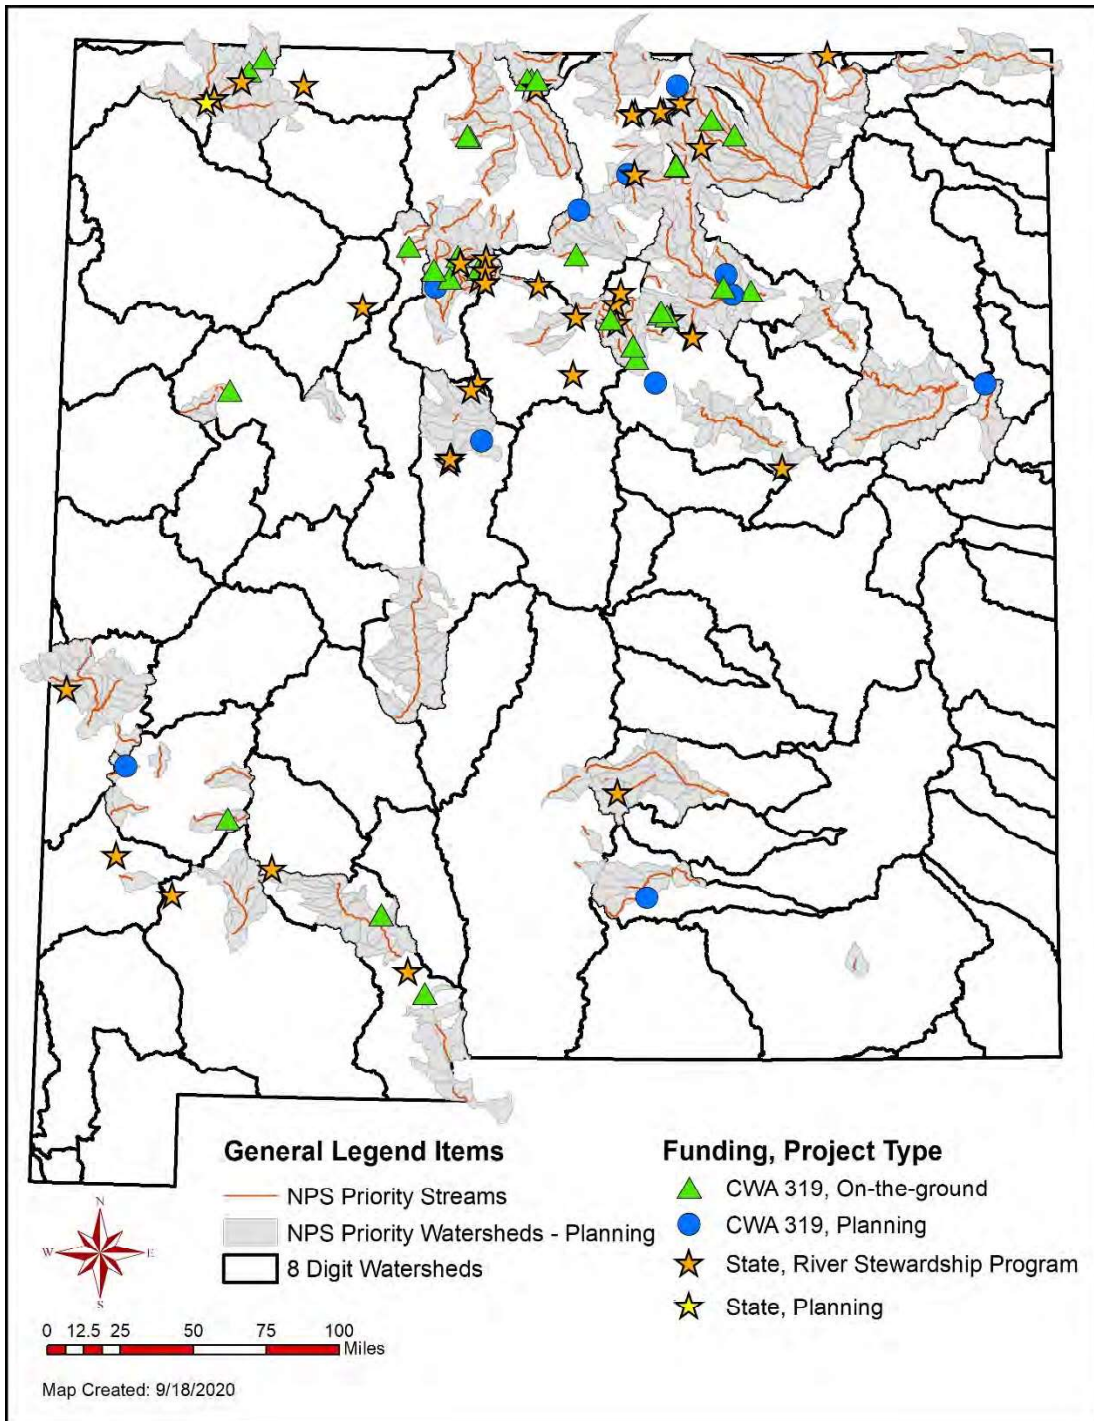 General Legend Items
NPS Priority Streams
NPS Priority Watersheds - Planning
8 Digit Watersheds
Funding, Project Type
CWA 319, On-the-ground
CWA 319, Planning
State, River Stewardship Program
State, Planning
N
W E
S
0 12.5 25 50 75 100
Miles
Map Created: 9/18/2020